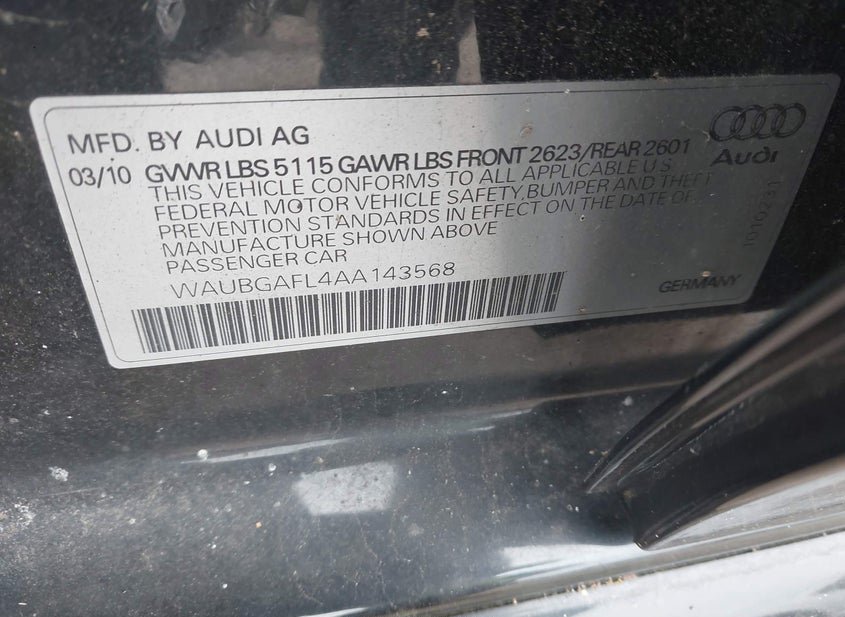 MFD. BY AUDI AG
Audi
03/10 GVWR LBS 5115 GAWR LBS FRONT 2623/REAR 2601
THIS VEHICLE CONFORMS TO ALL APPLICABLE U.S.
FEDERAL MOTOR VEHICLE SAFETY, BUMPER AND THEFT
PREVENTION STANDARDS IN EFFECT ON THE DATE OF
MANUFACTURE SHOWN ABOVE
PASSENGER CAR
WAUBGAFL4AA143568
GERMANY
1010231